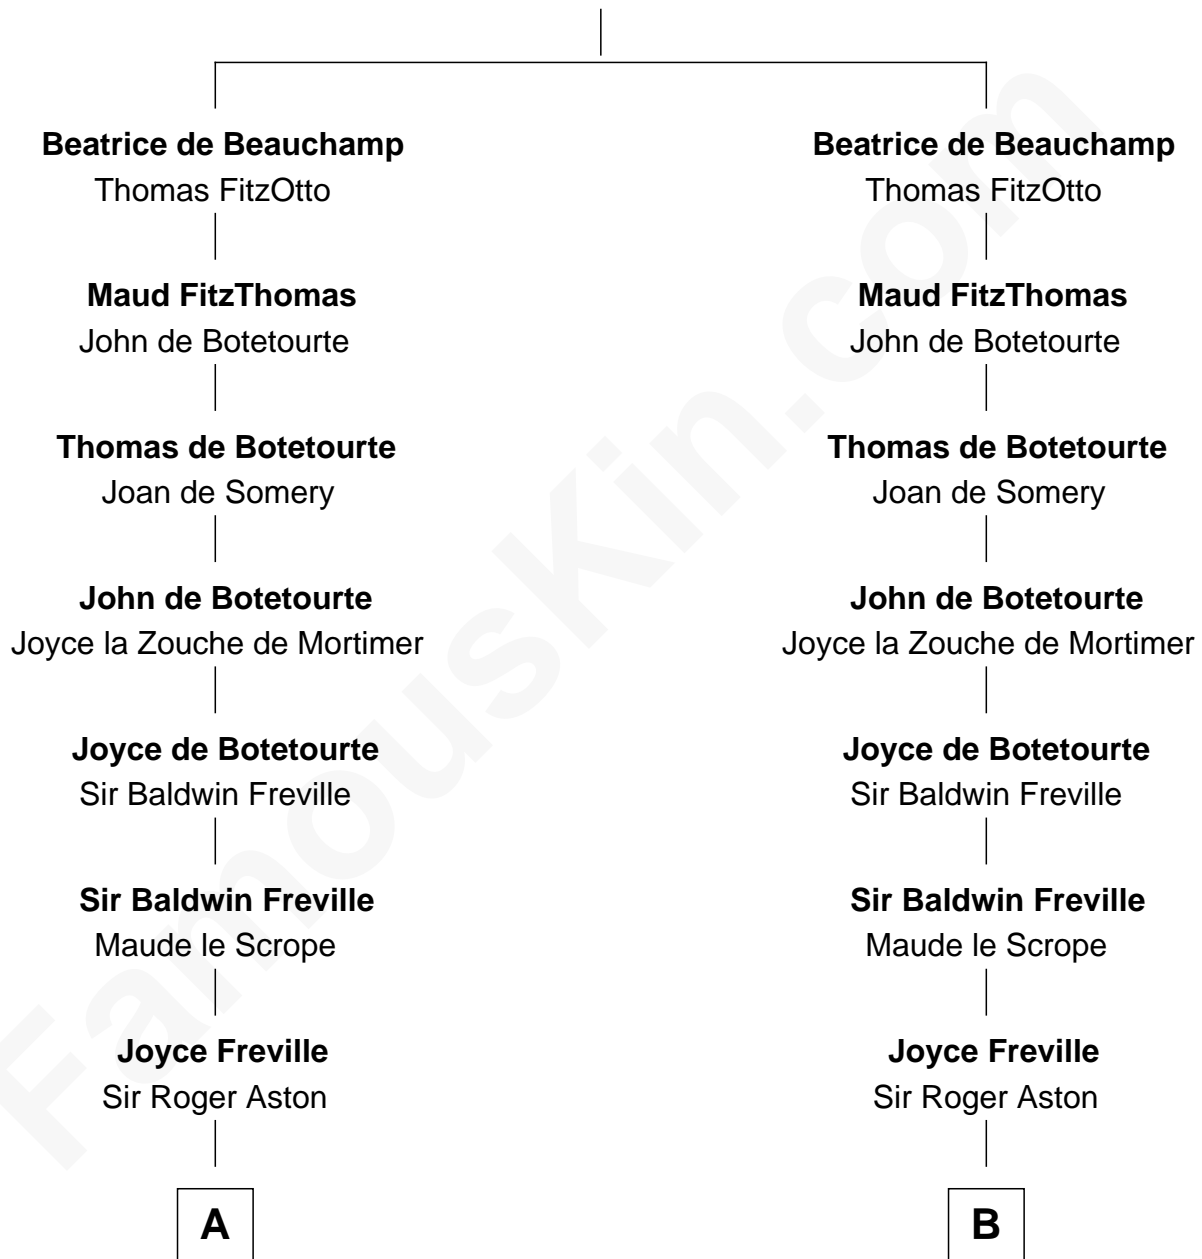 Beatrice de Beauchamp
Thomas FitzOtto
Maud FitzThomas
John de Botetourte
Thomas de Botetourte
Joan de Somery
John de Botetourte
Joyce la Zouche de Mortimer
Joyce de Botetourte
Sir Baldwin Freville
Sir Baldwin Freville
Maude le Scrope
Joyce Freville
Sir Roger Aston
A
Beatrice de Beauchamp
Thomas FitzOtto
Maud FitzThomas
John de Botetourte
Thomas de Botetourte
Joan de Somery
John de Botetourte
Joyce la Zouche de Mortimer
Joyce de Botetourte
Sir Baldwin Freville
Sir Baldwin Freville
Maude le Scrope
Joyce Freville
Sir Roger Aston
B
FamousKin.com